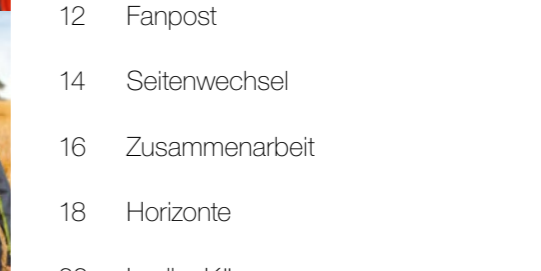 12 Fanpost
14 Seitenwechsel
16 Zusammenarbeit
18 Horizonte